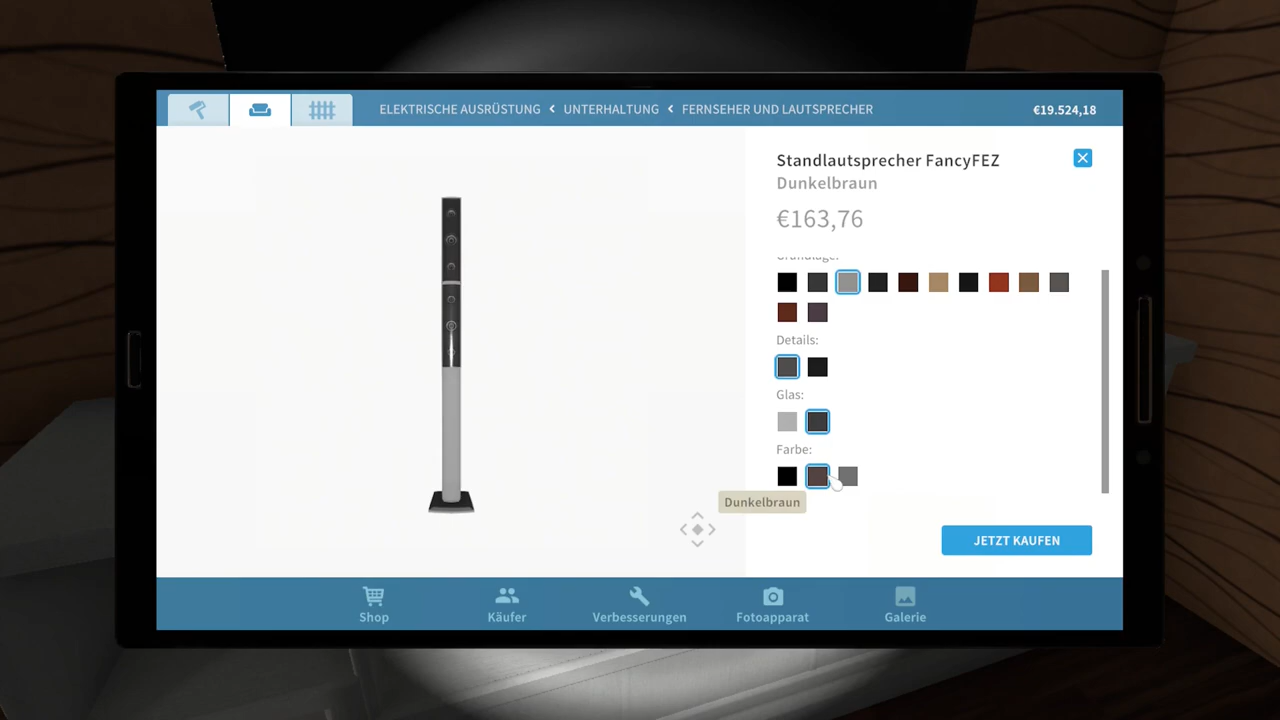 ELEKTRISCHE AUSRÜSTUNG < UNTERHALTUNG < FERNSEHER UND LAUTSPRECHER
€19.524,18
Standlautsprecher FancyFEZ
Dunkelbraun
€163,76
Grundlage:
Details:
Glas:
Farbe:
Dunkelbraun
JETZT KAUFEN
Shop
Käufer
Verbesserungen
Fotoapparat
Galerie